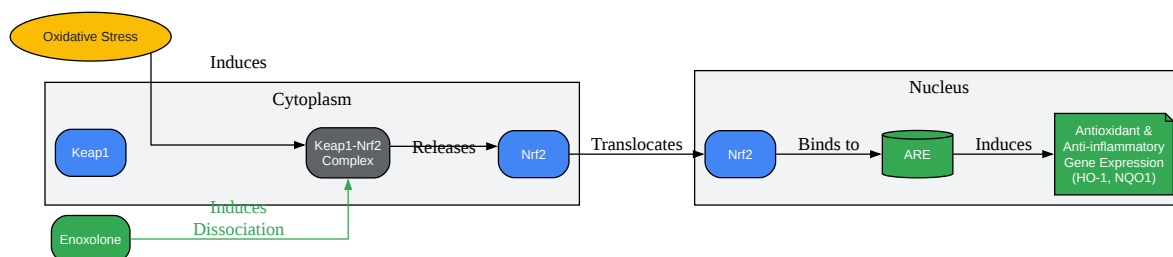 Oxidative Stress
Induces
Cytoplasm
Nucleus
Keap1
Keap1-Nrf2
Complex
Releases
Nrf2
Translocates
Nrf2
Binds to
ARE
Induces
Antioxidant &
Anti-inflammatory
Gene Expression
(HO-1, NQO1)
Induces
Dissociation
Enoxolone